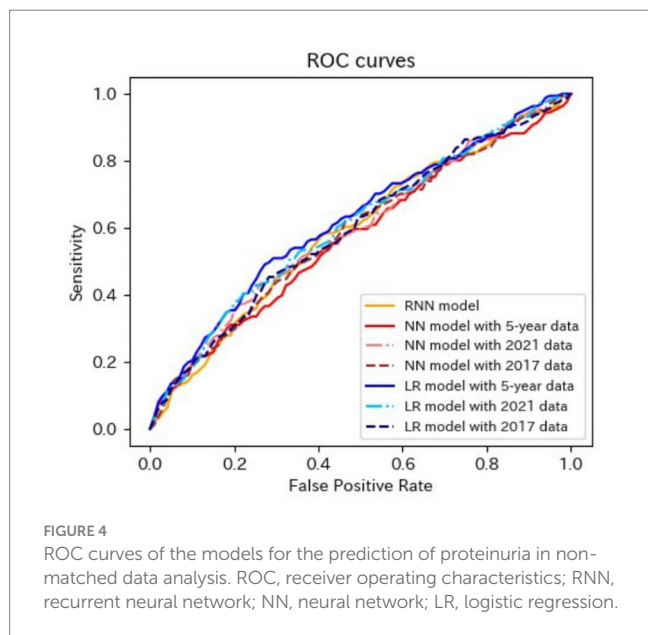 ROC curves
1.0
0.8
0.6
0.4
0.2
0.0
Sensitivity
RNN model
NN model with 5-year data
NN model with 2021 data
NN model with 2017 data
LR model with 5-year data
LR model with 2021 data
LR model with 2017 data
0.0 0.2 0.4 0.6 0.8 1.0
False Positive Rate
FIGURE 4
ROC curves of the models for the prediction of proteinuria in non-
matched data analysis. ROC, receiver operating characteristics; RNN,
recurrent neural network; NN, neural network; LR, logistic regression.